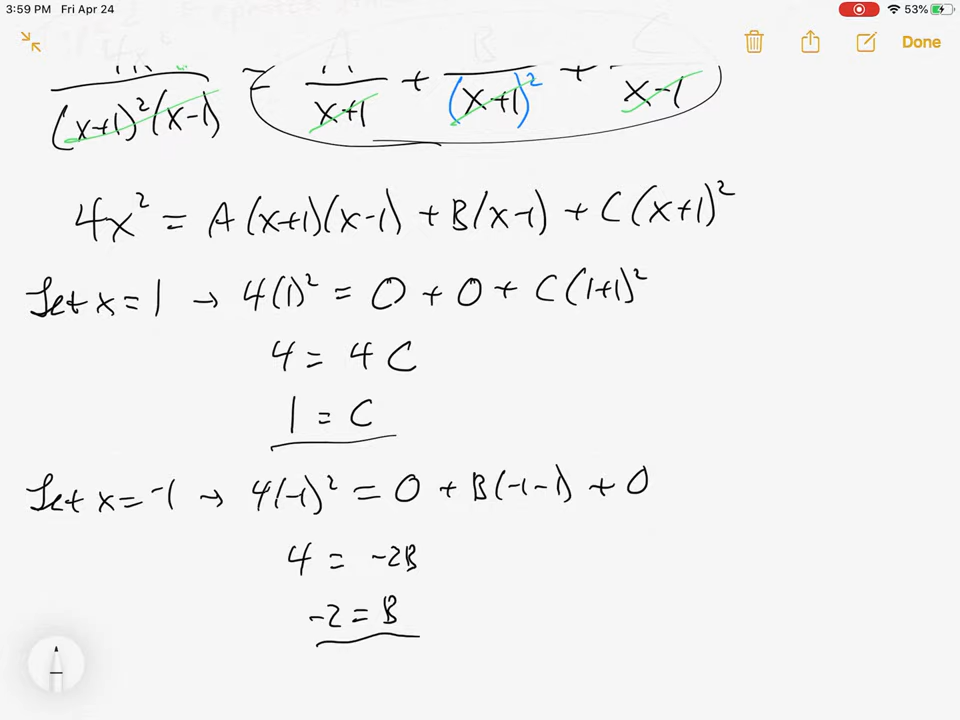 3:59 PM Fri Apr 24 53%
Done
(x+1)²(x-1) = x+1 + (x+1)² + x-1
4x² = A(x+1)(x-1) + B(x-1) + C(x+1)²
Set x=1 → 4(1)² = 0 + 0 + C(1+1)²
4 = 4C
1 = C
Set x=-1 → 4(-1)² = 0 + B(-1-1) + 0
4 = -2B
-2 = B